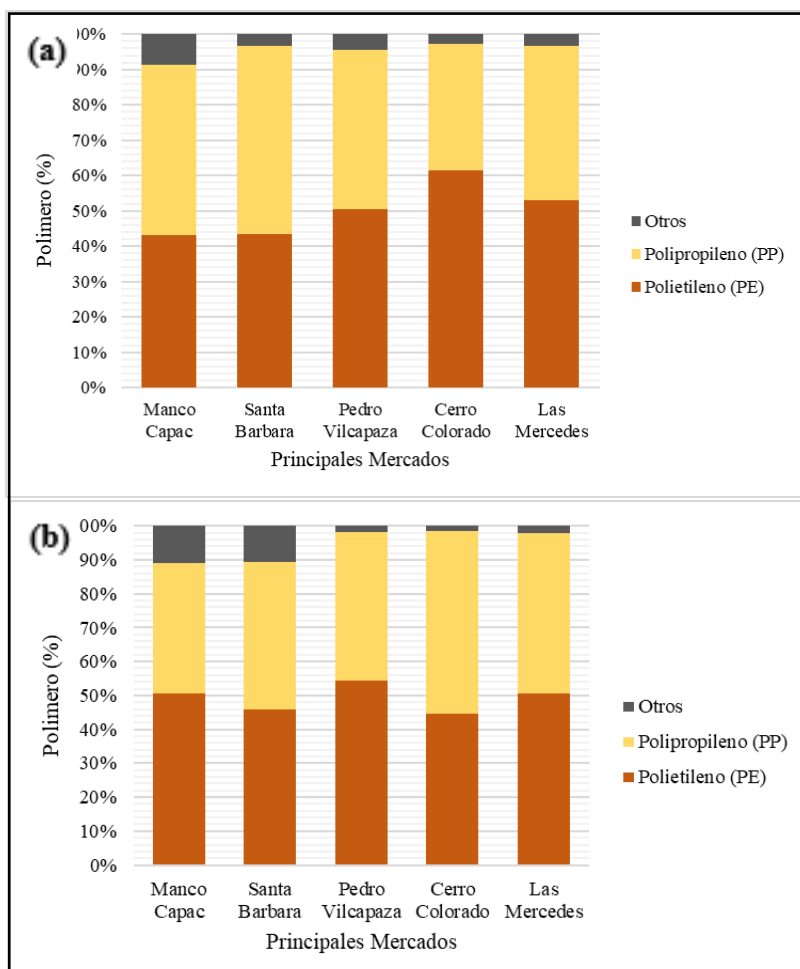 (a)
00%
90%
80%
70%
60%
50%
40%
30%
20%
10%
0%
Polimero (%)
Manco Capac
Santa Barbara
Pedro Vilcapaza
Cerro Colorado
Las Mercedes
Principales Mercados
Otros
Polipropileno (PP)
Polietileno (PE)
(b)
00%
90%
80%
70%
60%
50%
40%
30%
20%
10%
0%
Polimero (%)
Manco Capac
Santa Barbara
Pedro Vilcapaza
Cerro Colorado
Las Mercedes
Principales Mercados
Otros
Polipropileno (PP)
Polietileno (PE)